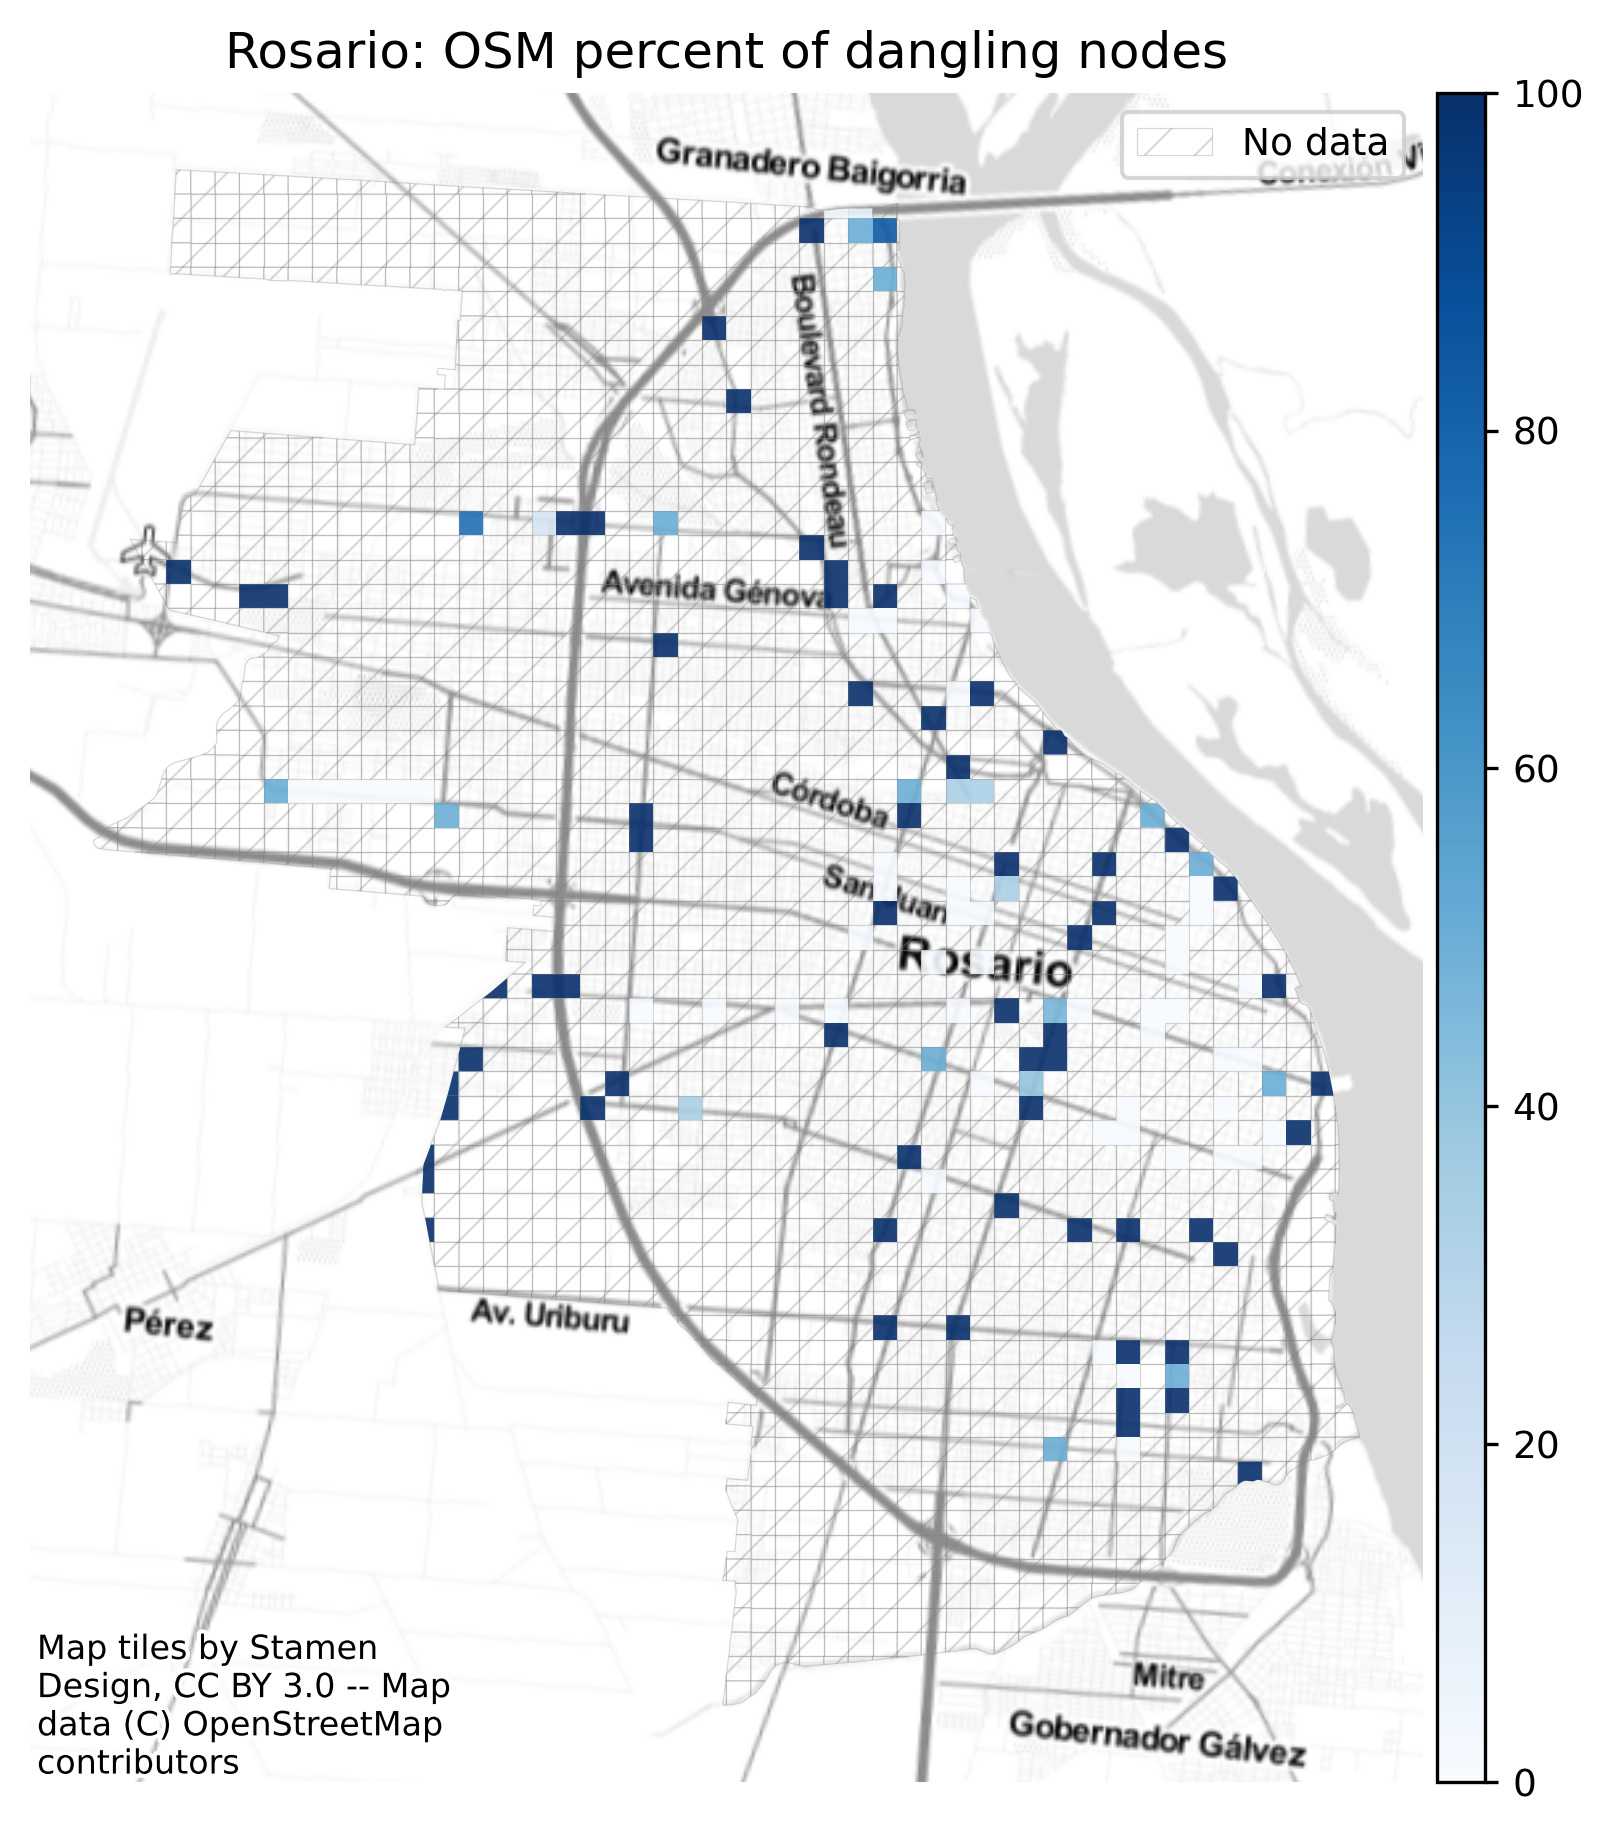 Rosario: OSM percent of dangling nodes
100
No data
Granadero Baigorria
Conexión
Boulevard Rondeau
80
Avenida Génova
60
Córdoba
San Juan
Rosario
40
Av. Uriburu
Pérez
20
Map tiles by Stamen
Design, CC BY 3.0 -- Map
data (C) OpenStreetMap
contributors
Mitre
Gobernador Gálvez
0